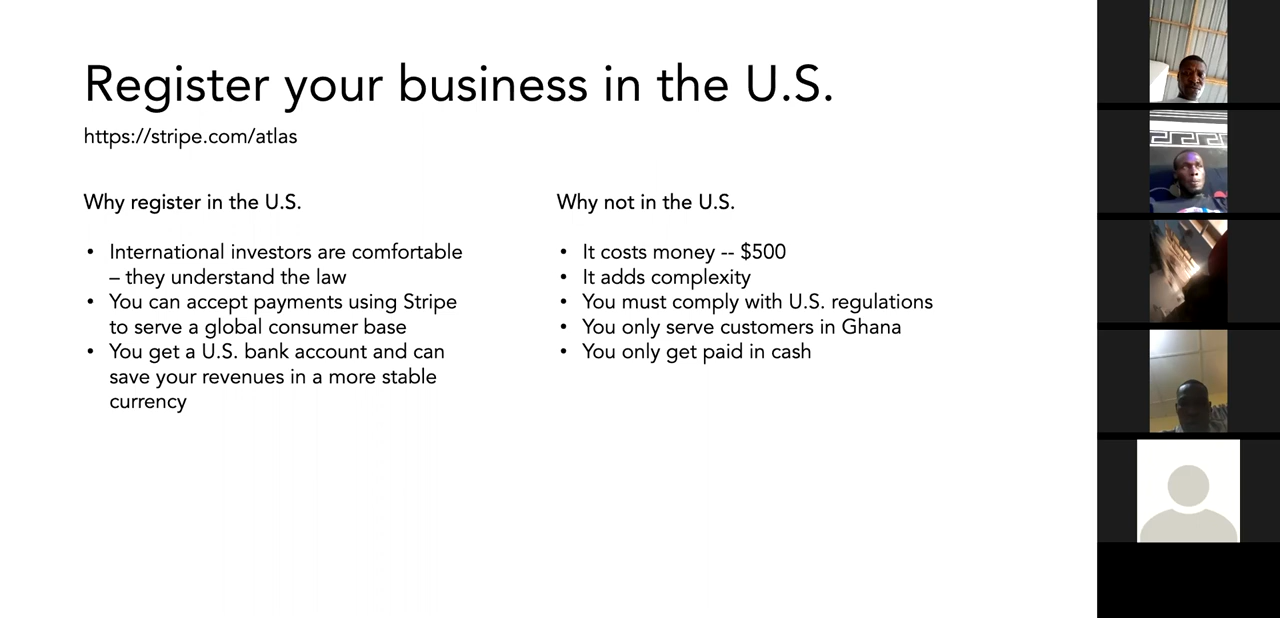 Register your business in the U.S.
https://stripe.com/atlas
Why register in the U.S.
• International investors are comfortable
– they understand the law
• You can accept payments using Stripe
to serve a global consumer base
• You get a U.S. bank account and can
save your revenues in a more stable
currency
Why not in the U.S.
• It costs money -- $500
• It adds complexity
• You must comply with U.S. regulations
• You only serve customers in Ghana
• You only get paid in cash